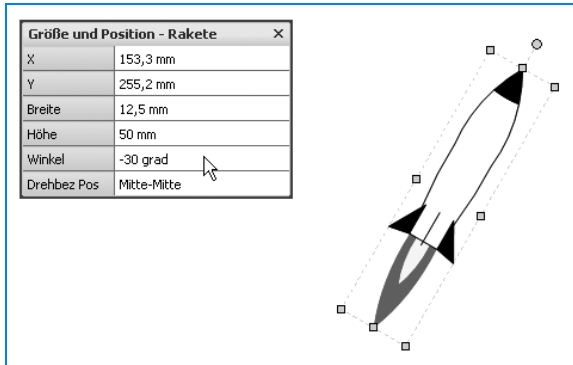 Größe und Position - Rakete ×
X 153,3 mm
Y 255,2 mm
Breite 12,5 mm
Höhe 50 mm
Winkel -30 grad
Drehbez Pos Mitte-Mitte